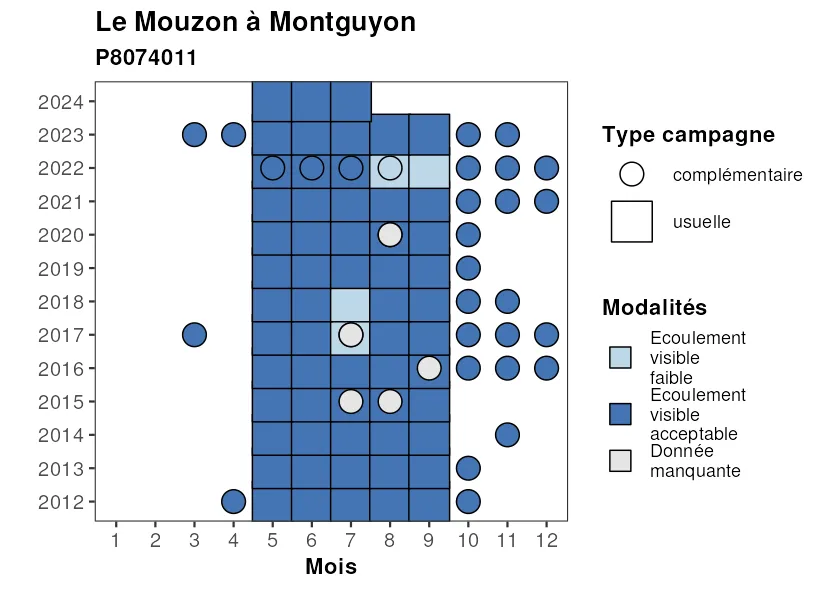 Le Mouzon à Montguyon
P8074011
2024
2023
2022
2021
2020
2019
2018
2017
2016
2015
2014
2013
2012
1 2 3 4 5 6 7 8 9 10 11 12
Mois
Type campagne
complémentaire
usuelle
Modalités
Ecoulement
visible
faible
Ecoulement
visible
acceptable
Donnée
manquante